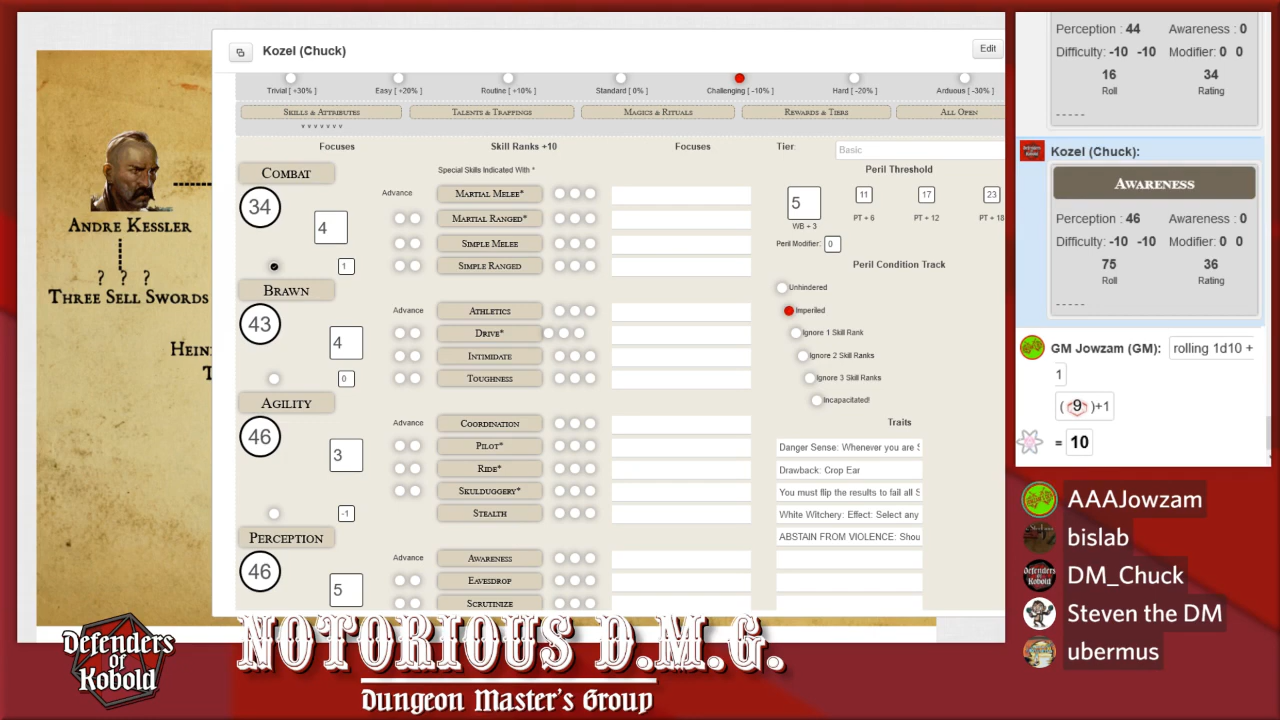 Kozel (Chuck)
Edit
Trivial [ +30% ]
Easy [ +20% ]
Routine [ +10% ]
Standard [ 0% ]
Challenging [ –10% ]
Hard [ –20% ]
Arduous [ –30% ]
Skills & Attributes
Talents & Trappings
Magicks & Rituals
Rewards & Tiers
All Open
v v v v v v v
Focuses
Skill Ranks +10
Focuses
Tier:
Basic
Combat
Special Skills Indicated With *
34
4
1
Advance
Martial Melee*
Martial Ranged*
Simple Melee
Simple Ranged
Peril Threshold
5
11
17
23
WB + 3
PT + 6
PT + 12
PT + 18
Peril Modifier:
0
Peril Condition Track
Unhindered
Imperiled
Ignore 1 Skill Rank
Ignore 2 Skill Ranks
Ignore 3 Skill Ranks
Incapacitated!
Brawn
43
4
0
Advance
Athletics
Drive*
Intimidate
Toughness
Agility
46
3
-1
Advance
Coordination
Pilot*
Ride*
Skulduggery*
Stealth
Traits
Danger Sense: Whenever you are S
Drawback: Crop Ear
You must flip the results to fail all S
White Witchery: Effect: Select any
ABSTAIN FROM VIOLENCE: Shou
Perception
46
5
Advance
Awareness
Eavesdrop
Scrutinize
Andre Kessler
? ? ?
Three Sell Swords
Hein
T
Perception : 44 Awareness : 0
Difficulty: -10 -10 Modifier: 0 0
16 34
Roll Rating
- - - - -
Kozel (Chuck):
Awareness
Perception : 46 Awareness : 0
Difficulty: -10 -10 Modifier: 0 0
75 36
Roll Rating
- - - - -
GM Jowzam (GM): rolling 1d10 +
1
( 9 )+1
= 10
AAAJowzam
bislab
DM_Chuck
Steven the DM
ubermus
Defenders
of
Kobold
NOTORIOUS D.M.G.
Dungeon Master's Group